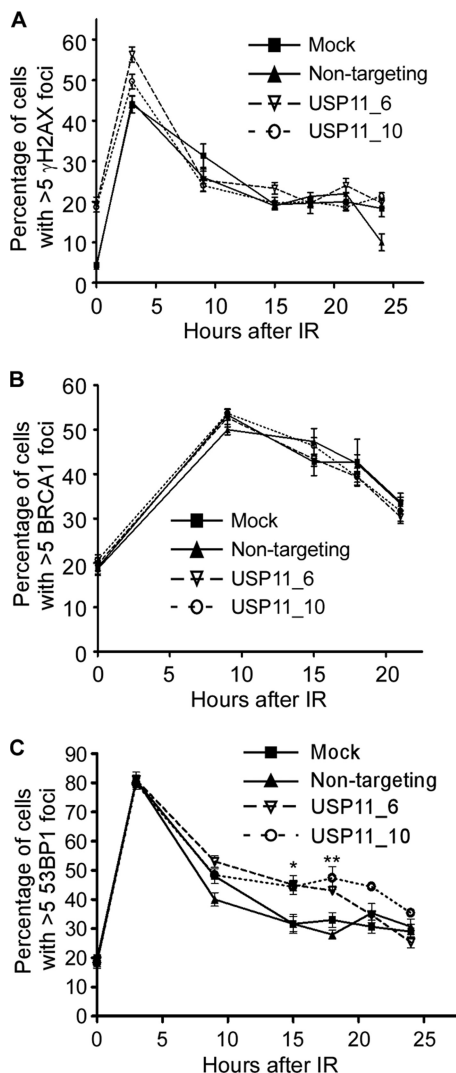 A
Percentage of cells
with >5 γH2AX foci
60
50
40
30
20
10
0
Mock
Non-targeting
USP11_6
USP11_10
0 5 10 15 20 25
Hours after IR
B
Percentage of cells
with >5 BRCA1 foci
60
50
40
30
20
10
0
Mock
Non-targeting
USP11_6
USP11_10
0 5 10 15 20
Hours after IR
C
Percentage of cells
with >5 53BP1 foci
90
80
70
60
50
40
30
20
10
0
Mock
Non-targeting
USP11_6
USP11_10
* **
0 5 10 15 20 25
Hours after IR